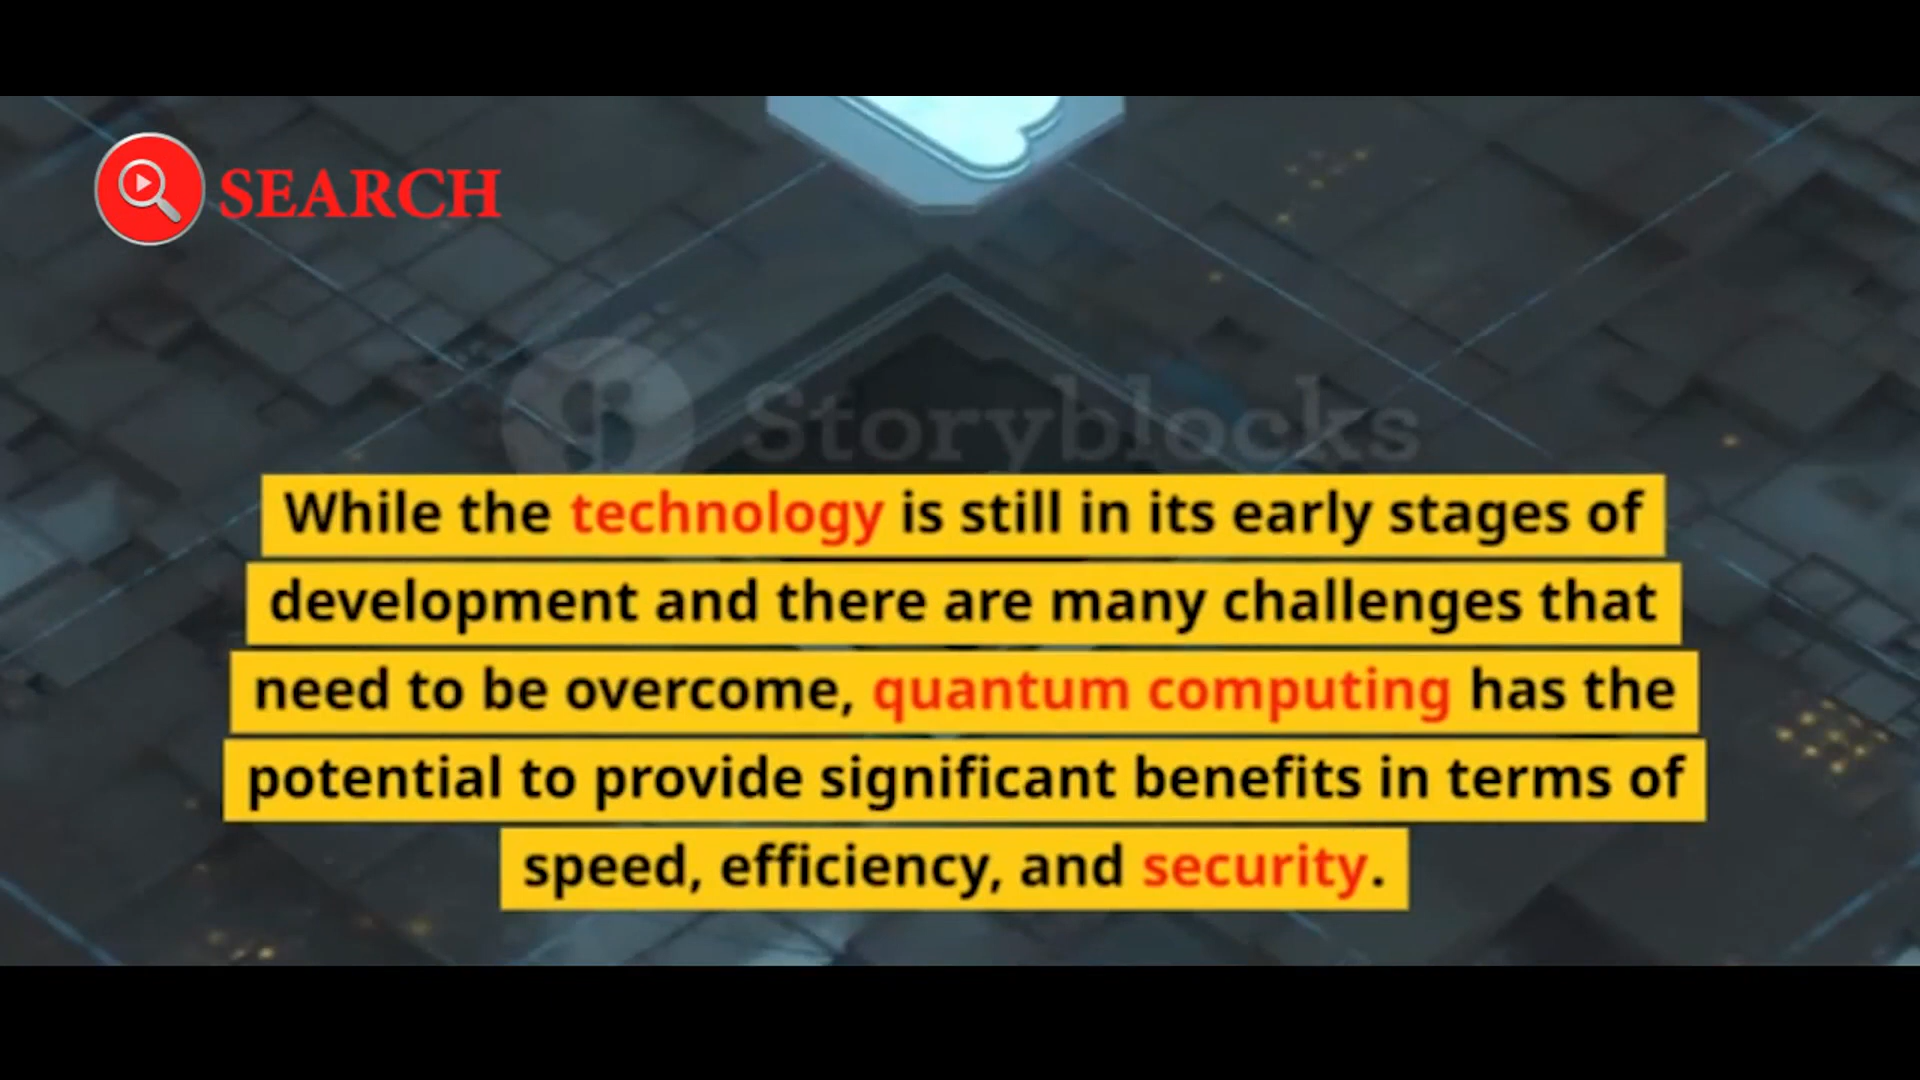 SEARCH
Storyblocks
While the technology is still in its early stages of
development and there are many challenges that
need to be overcome, quantum computing has the
potential to provide significant benefits in terms of
speed, efficiency, and security.